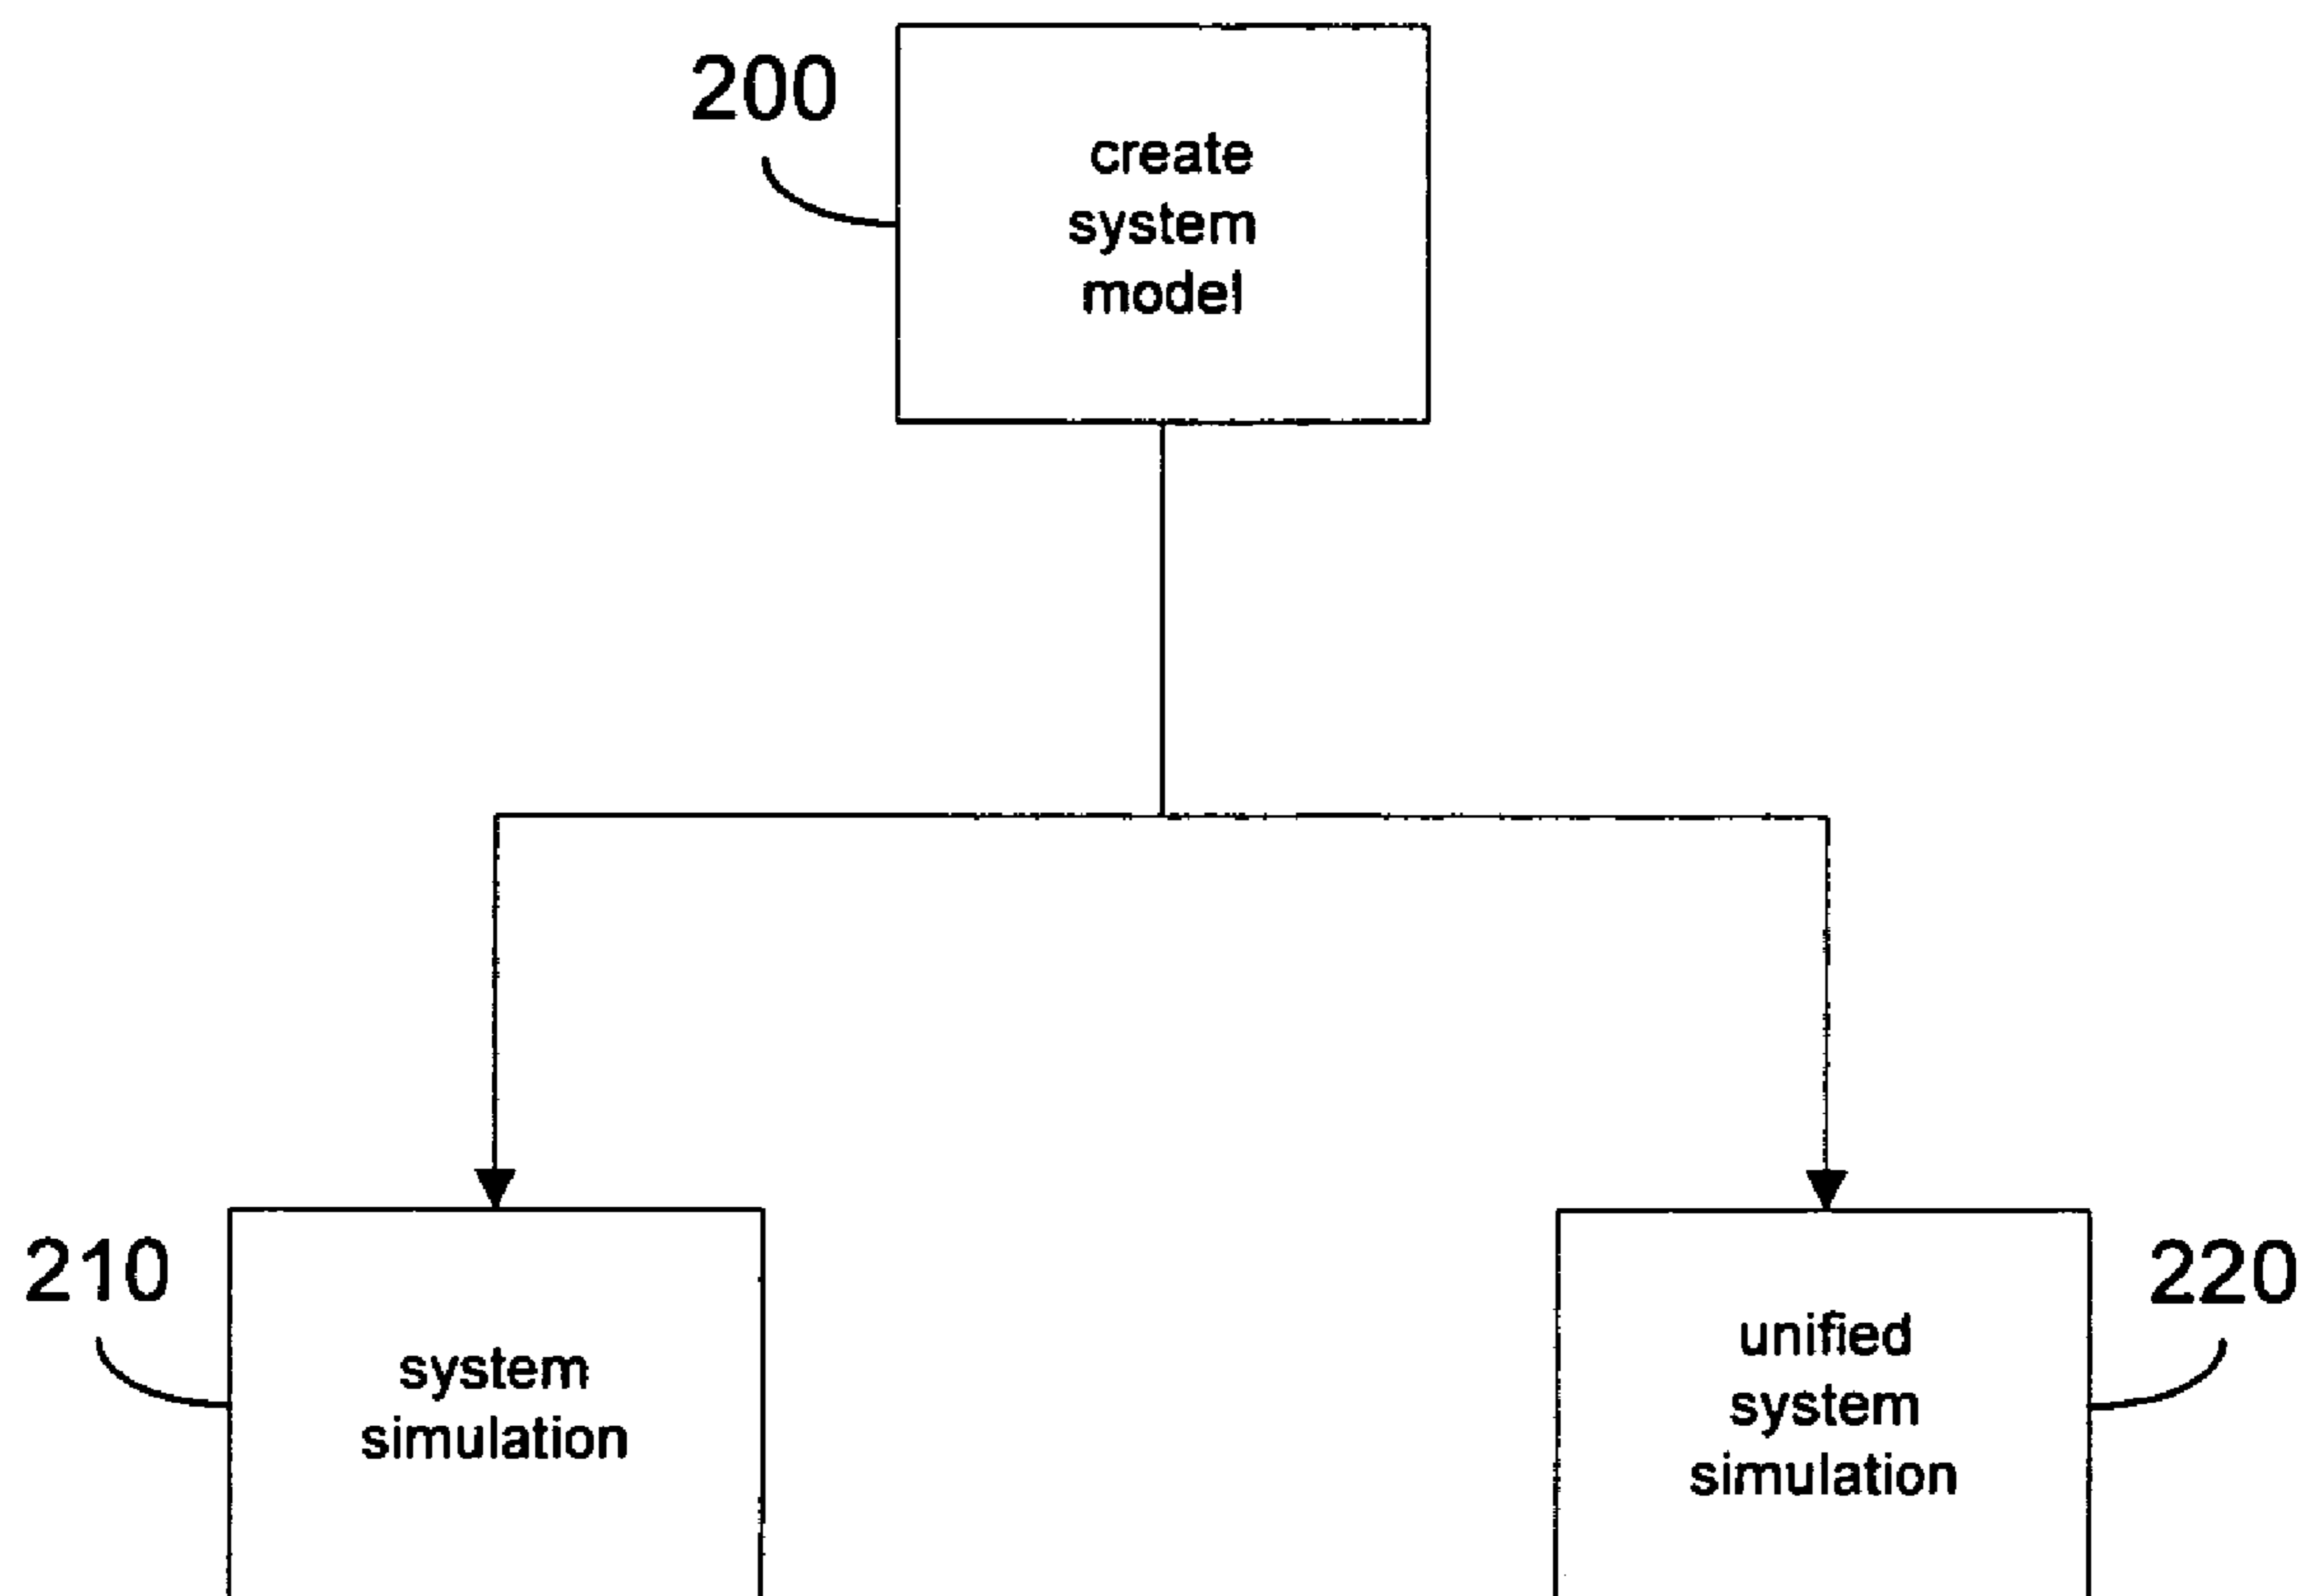 200
create
system
model
210
system
simulation
220
unified
system
simulation